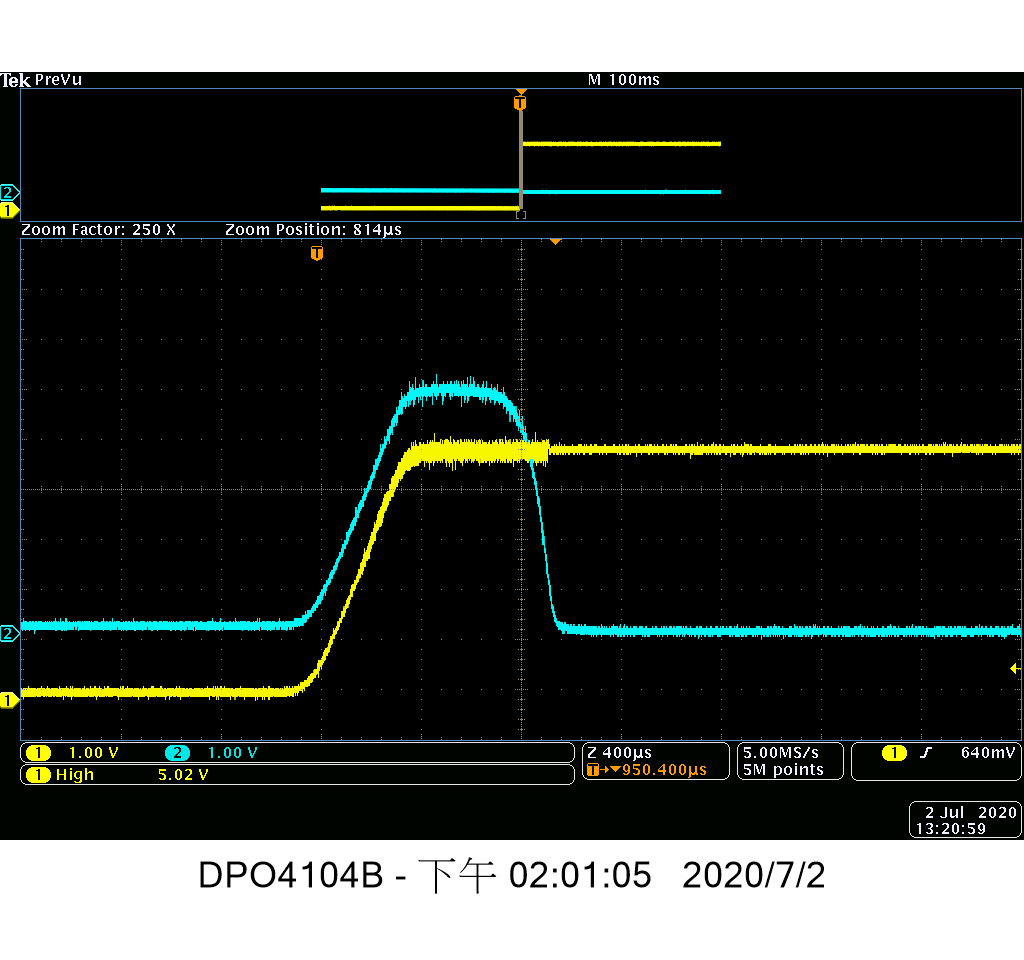 Tek PreVu M 100ms
T
2
1
Zoom Factor: 250 X Zoom Position: 814µs
T
2
1
1 1.00 V 2 1.00 V
1 High 5.02 V
Z 400µs
T→▼950.400µs
5.00MS/s
5M points
1 640mV
2 Jul 2020
13:20:59
DPO4104B - 下午 02:01:05 2020/7/2